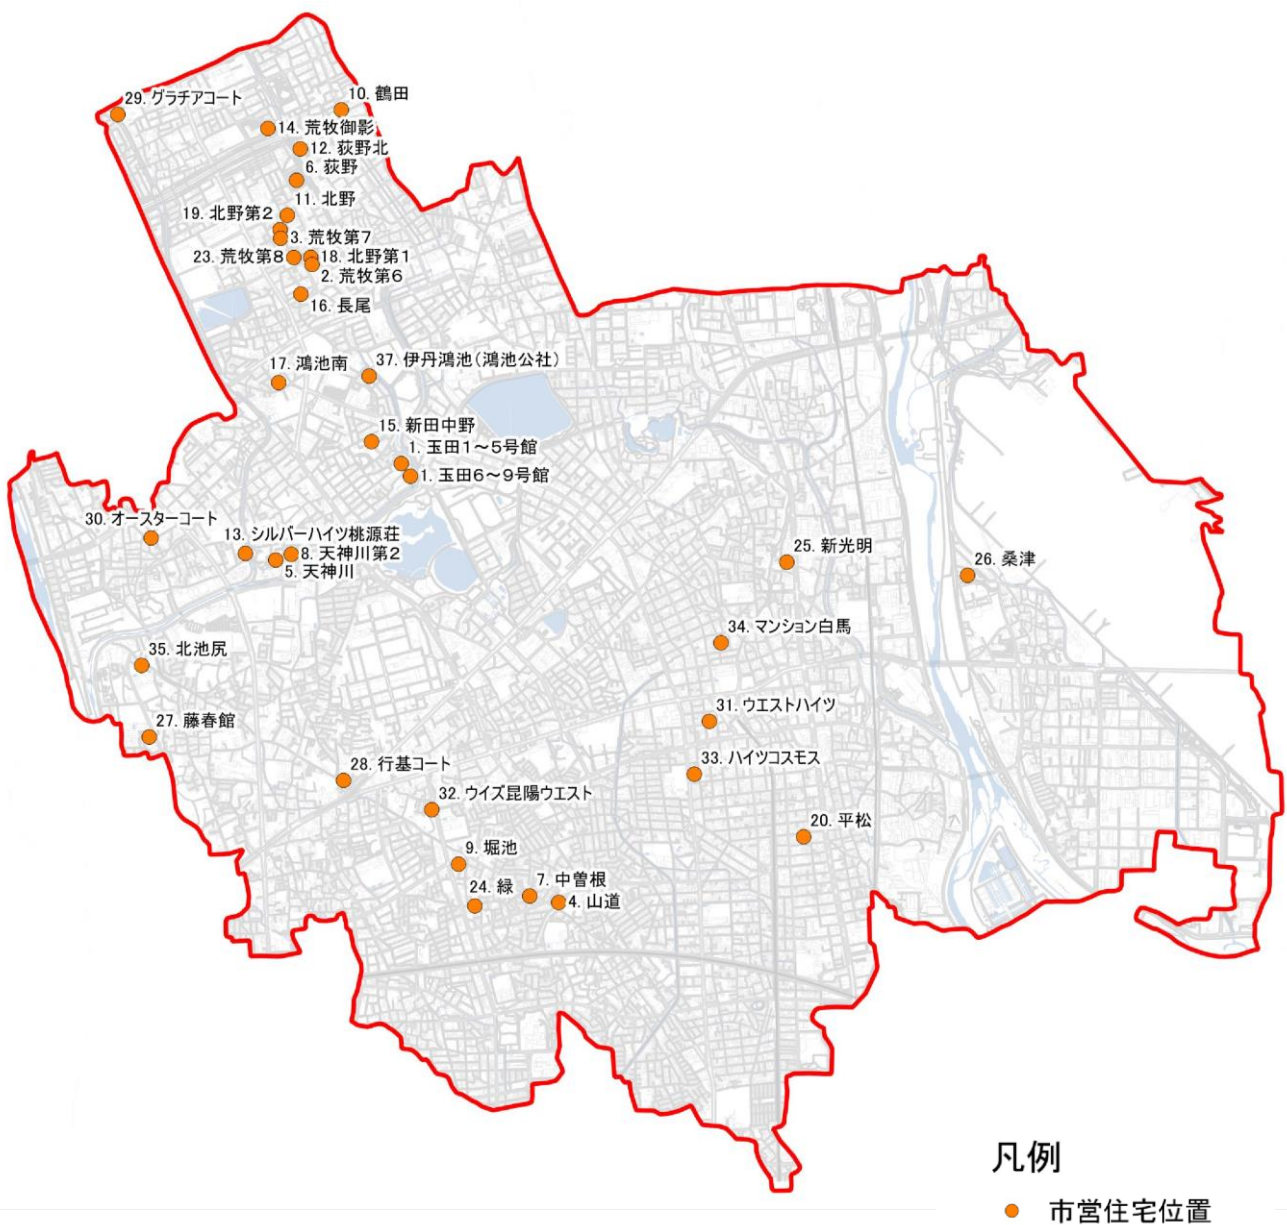 29. グラチアコート
10. 鶴田
14. 荒牧御影
12. 荻野北
6. 荻野
11. 北野
19. 北野第２
3. 荒牧第７
23. 荒牧第８
18. 北野第１
2. 荒牧第６
16. 長尾
17. 鴻池南
37. 伊丹鴻池（鴻池公社）
15. 新田中野
1. 玉田１～５号館
1. 玉田６～９号館
30. オースターコート
13. シルバーハイツ桃源荘
8. 天神川第２
5. 天神川
25. 新光明
26. 桑津
34. マンション白馬
35. 北池尻
31. ウエストハイツ
27. 藤春館
33. ハイツコスモス
28. 行基コート
32. ウイズ昆陽ウエスト
20. 平松
9. 堀池
7. 中曽根
24. 緑
4. 山道
凡例
市営住宅位置